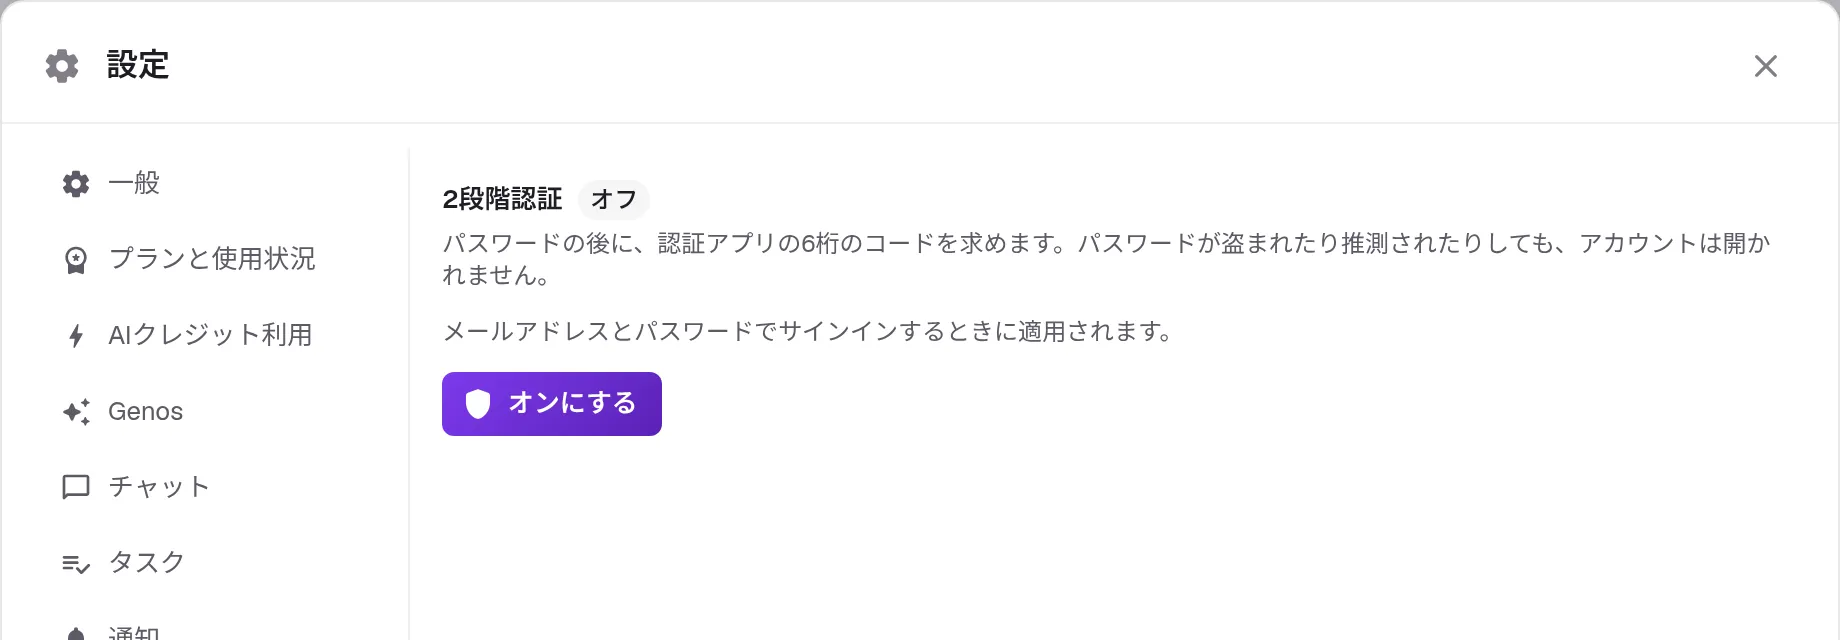 設定
一般
プランと使用状況
AIクレジット利用
Genos
チャット
タスク
通知
2段階認証 オフ
パスワードの後に、認証アプリの6桁のコードを求めます。パスワードが盗まれたり推測されたりしても、アカウントは開か
れません。
メールアドレスとパスワードでサインインするときに適用されます。
オンにする